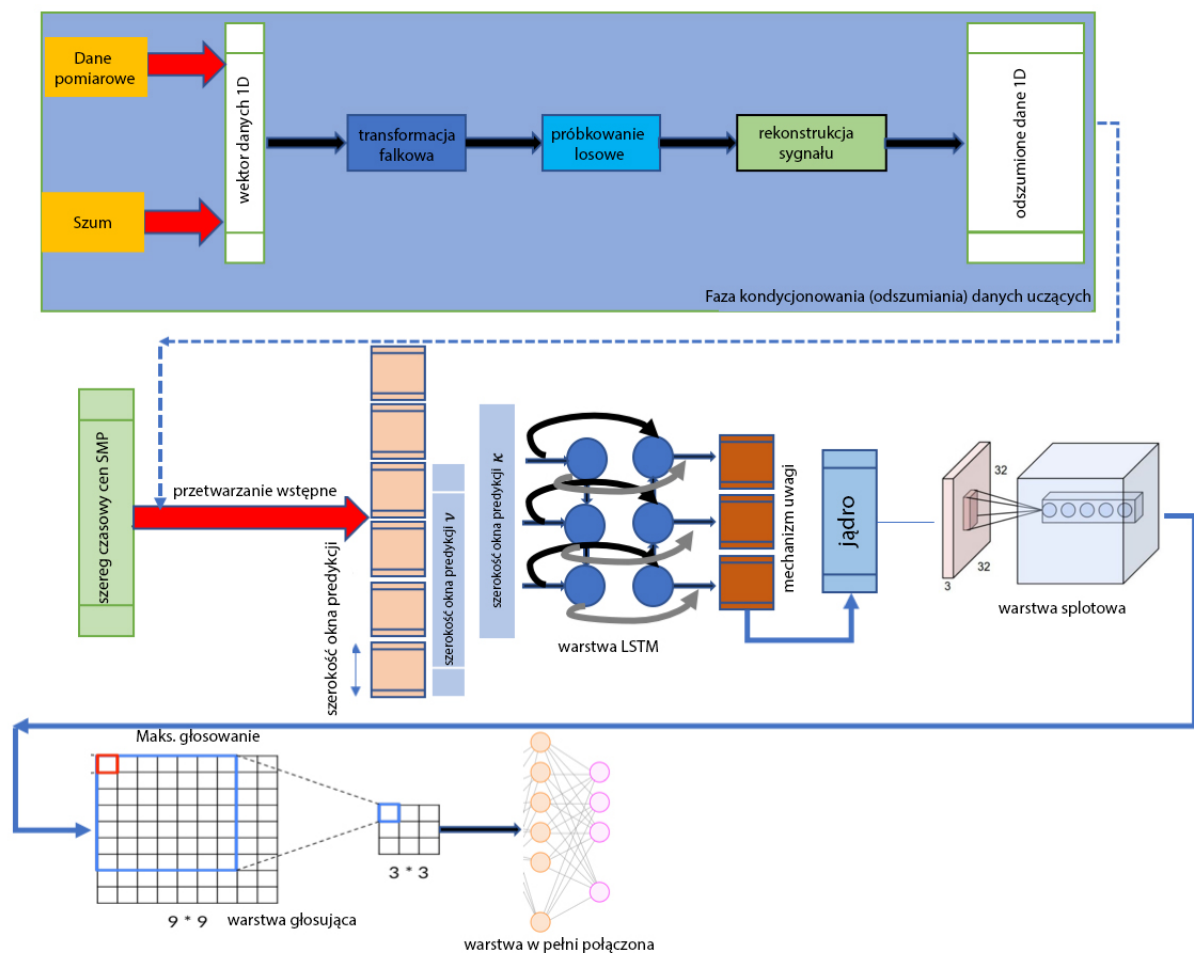 Dane
pomiarowe
Szum
wektor danych 1D
transformacja
falkowa
próbkowanie
losowe
rekonstrukcja
sygnału
odszumione dane 1D
Faza kondycjonowania (odszumiania) danych uczących
szereg czasowy cen SMP
przetwarzanie wstępne
szerokość okna predykcji
szerokość okna predykcji ν
szerokość okna predykcji κ
warstwa LSTM
mechanizm uwagi
jądro
32
32
3
warstwa splotowa
Maks. głosowanie
9 * 9
warstwa głosująca
3 * 3
warstwa w pełni połączona